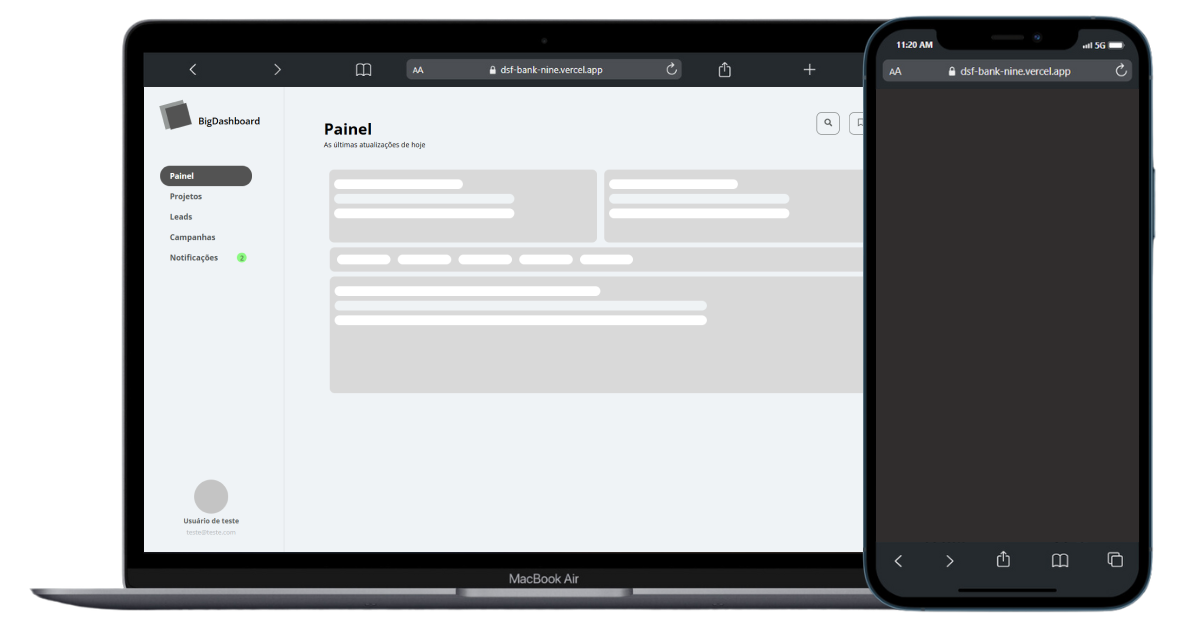 AA
dsf-bank-nine.vercel.app
BigDashboard
Painel
As últimas atualizações de hoje
Painel
Projetos
Leads
Campanhas
Notificações 2
Usuário de teste
teste@teste.com
MacBook Air
11:20 AM
5G
AA
dsf-bank-nine.vercel.app